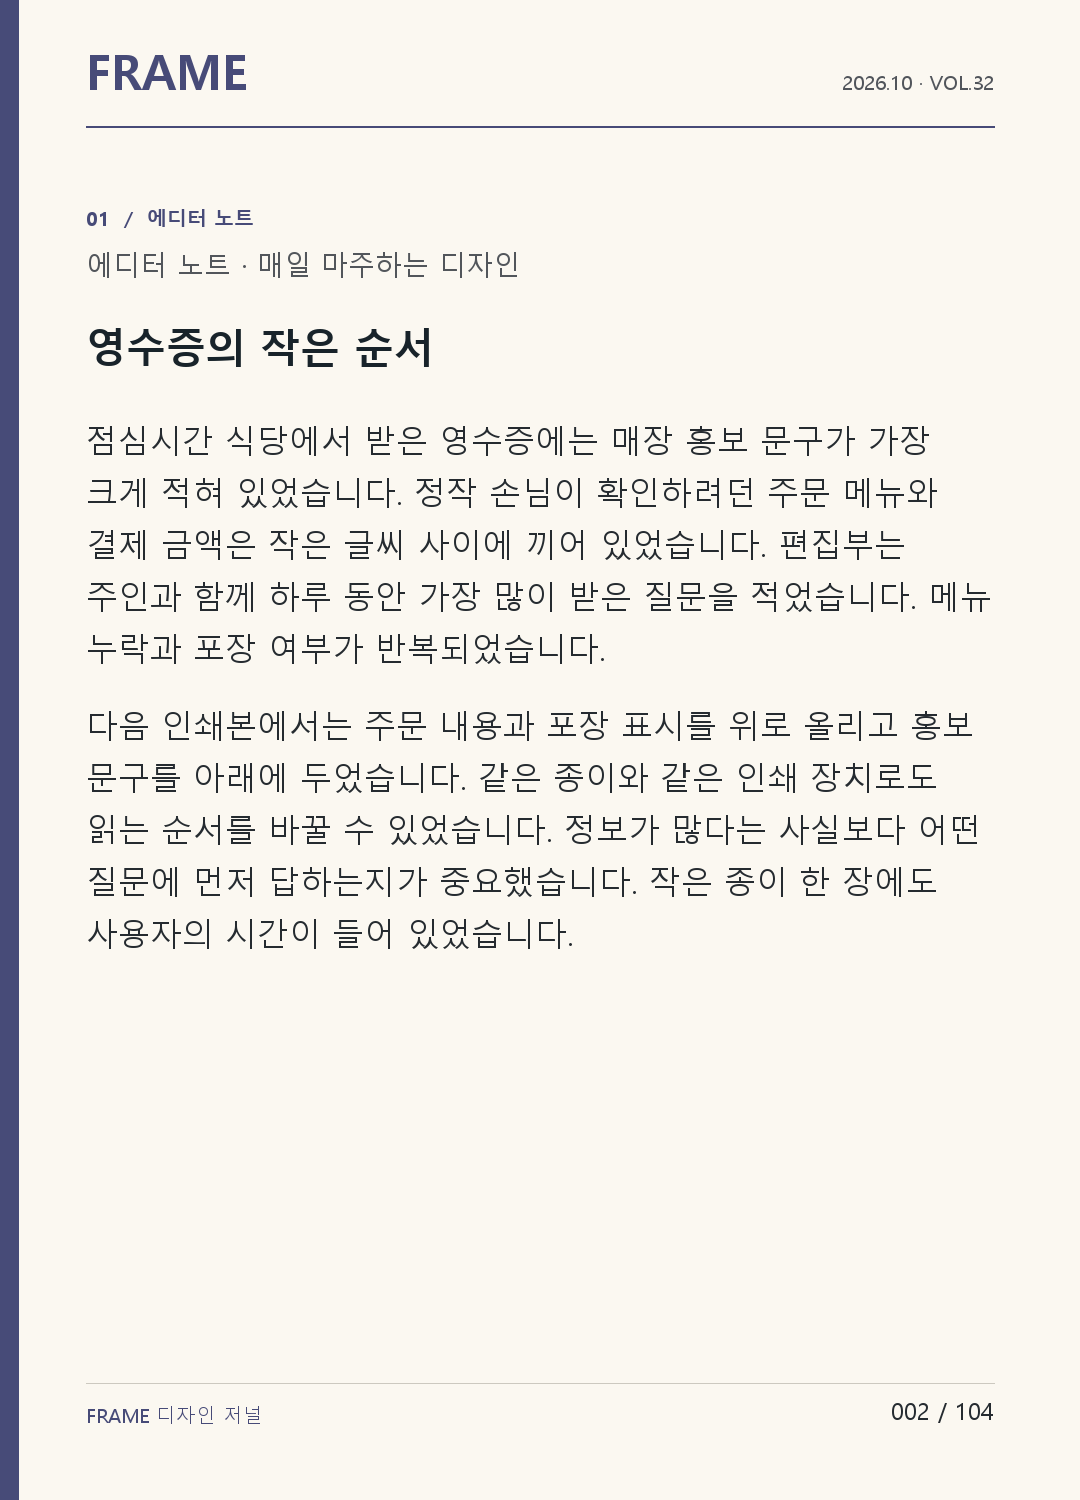 FRAME
2026.10 · VOL.32
01 / 에디터 노트
에디터 노트 · 매일 마주하는 디자인
영수증의 작은 순서
점심시간 식당에서 받은 영수증에는 매장 홍보 문구가 가장
크게 적혀 있었습니다. 정작 손님이 확인하려던 주문 메뉴와
결제 금액은 작은 글씨 사이에 끼어 있었습니다. 편집부는
주인과 함께 하루 동안 가장 많이 받은 질문을 적었습니다. 메뉴
누락과 포장 여부가 반복되었습니다.
다음 인쇄본에서는 주문 내용과 포장 표시를 위로 올리고 홍보
문구를 아래에 두었습니다. 같은 종이와 같은 인쇄 장치로도
읽는 순서를 바꿀 수 있었습니다. 정보가 많다는 사실보다 어떤
질문에 먼저 답하는지가 중요했습니다. 작은 종이 한 장에도
사용자의 시간이 들어 있었습니다.
FRAME 디자인 저널
002 / 104